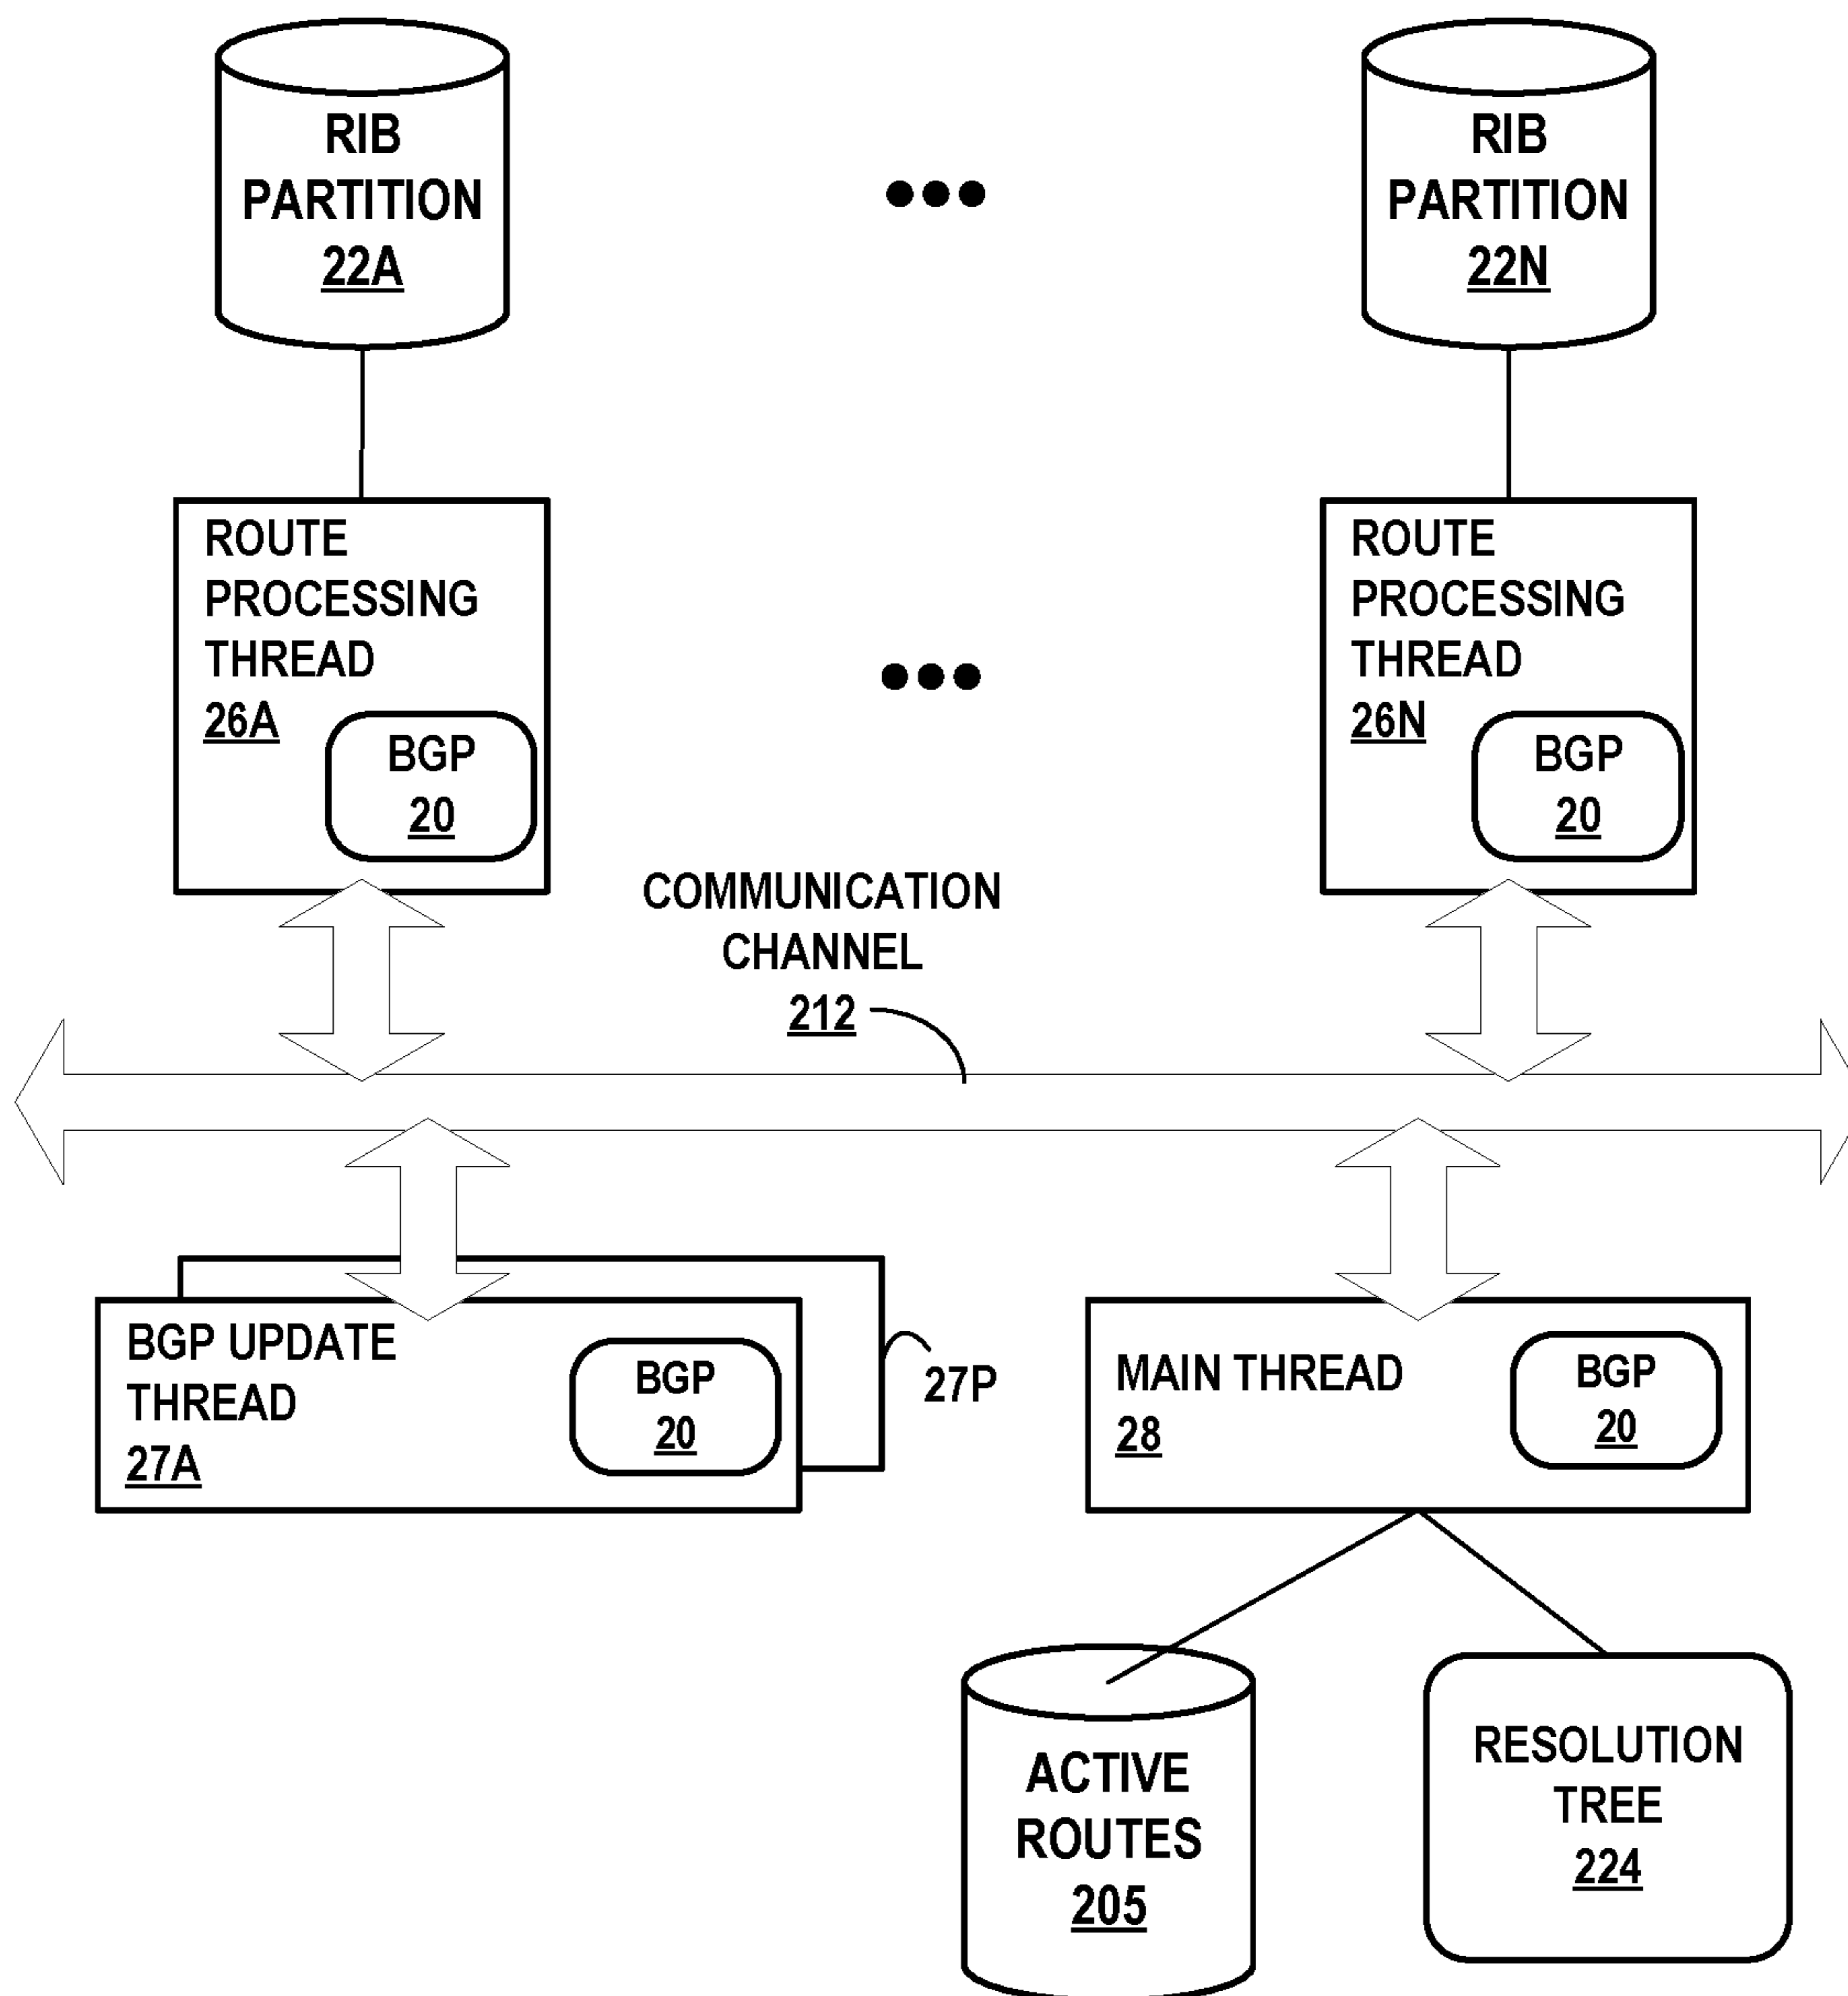 RIB
PARTITION
22A
RIB
PARTITION
22N
ROUTE
PROCESSING
THREAD
26A
BGP
20
ROUTE
PROCESSING
THREAD
26N
BGP
20
COMMUNICATION
CHANNEL
212
BGP UPDATE
THREAD
27A
BGP
20
27P
MAIN THREAD
28
BGP
20
ACTIVE
ROUTES
205
RESOLUTION
TREE
224